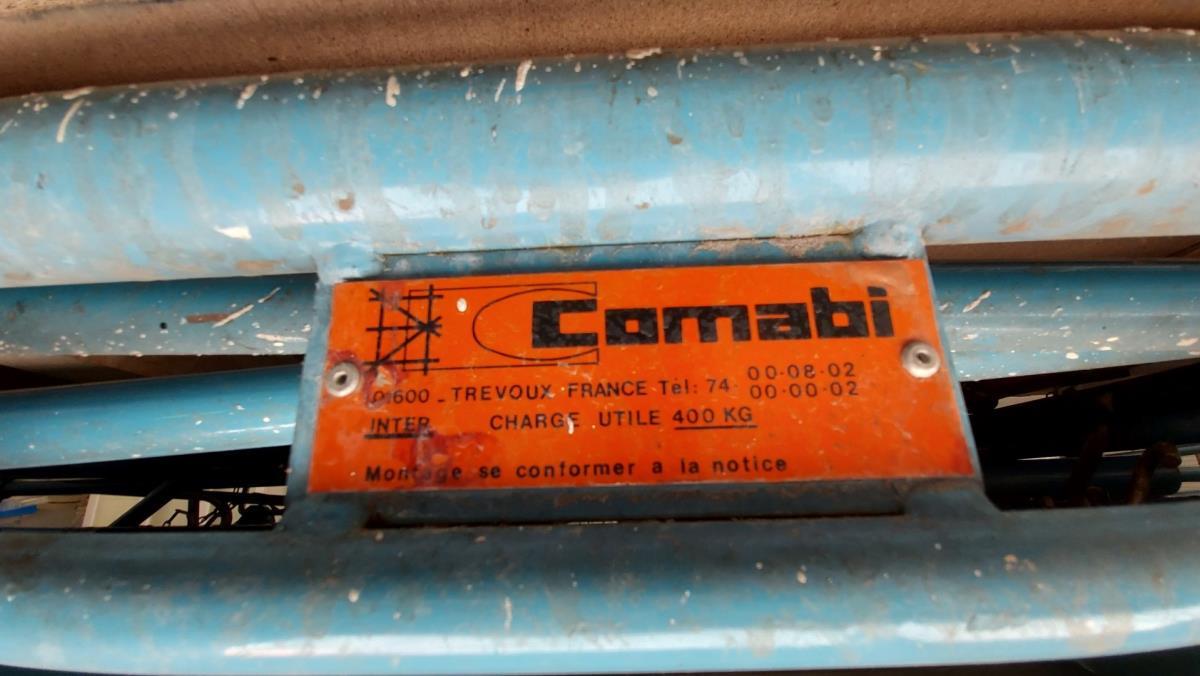 Comabi
01600 - TREVOUX FRANCE Tèl: 74· 00·08·02
00·00·02
INTER CHARGE UTILE 400 KG
Montage se conformer a la notice